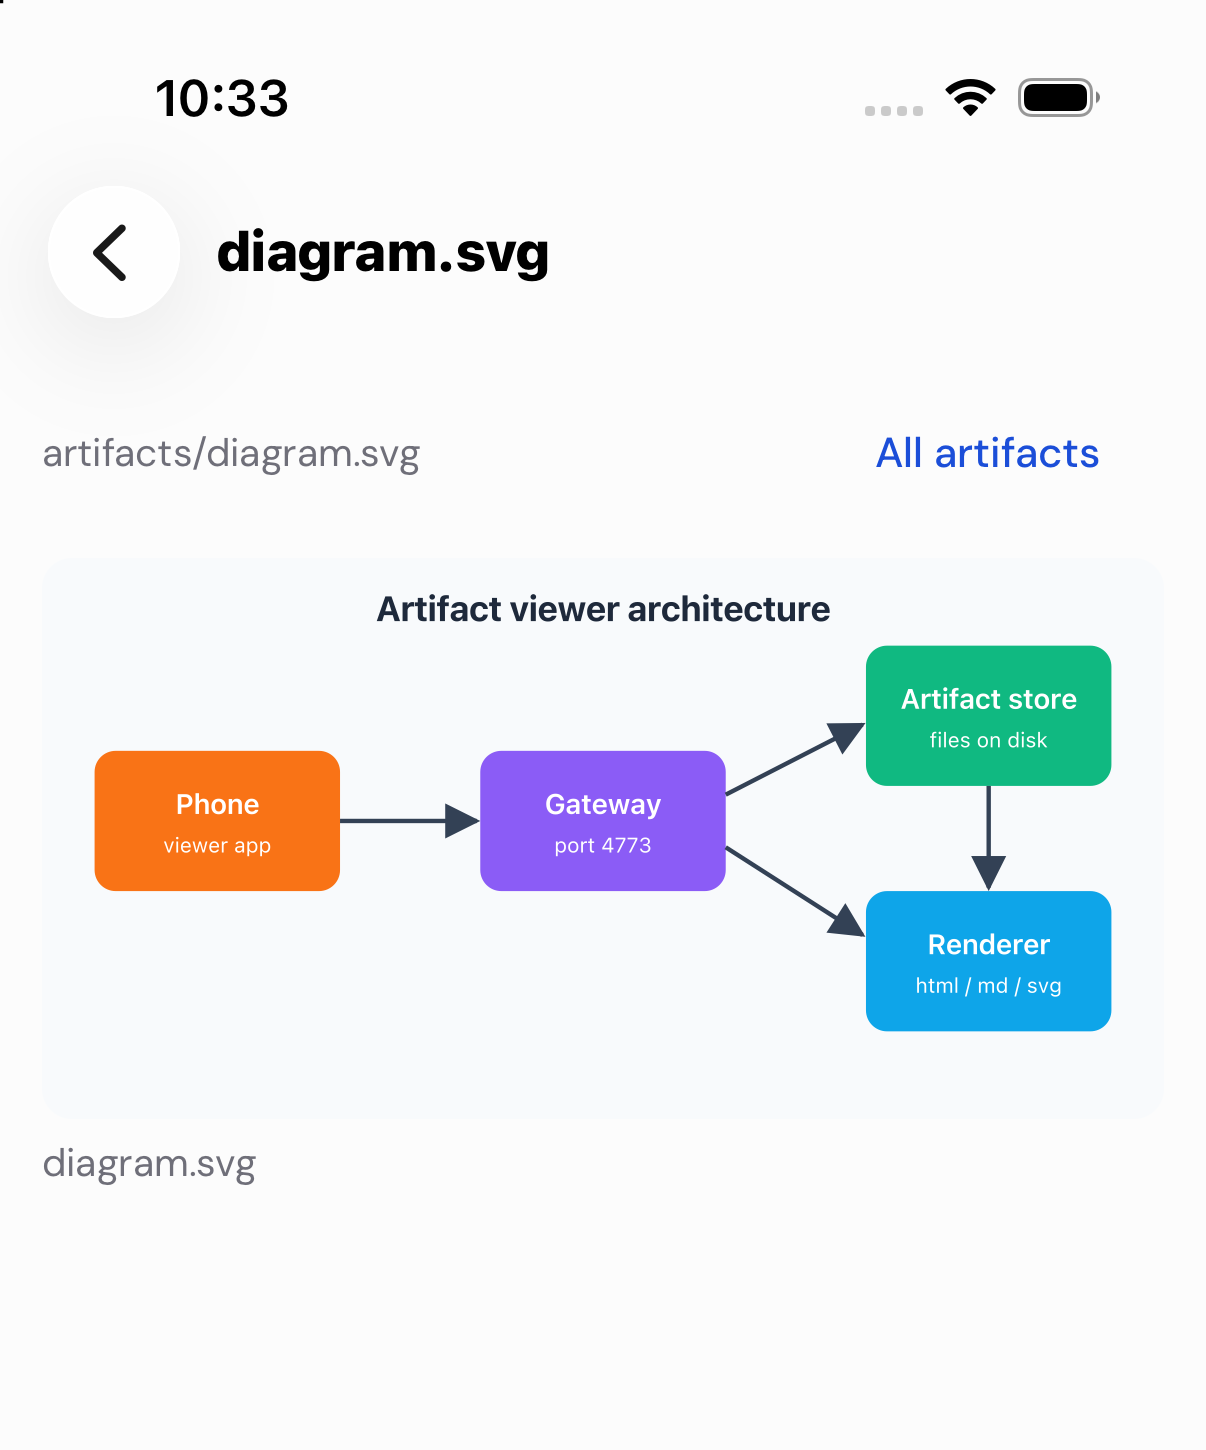 10:33
diagram.svg
artifacts/diagram.svg
All artifacts
Artifact viewer architecture
Artifact store
files on disk
Phone
viewer app
Gateway
port 4773
Renderer
html / md / svg
diagram.svg